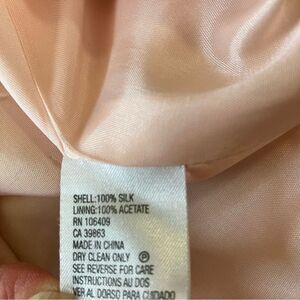 SHELL:100% SILK
LINING:100% ACETATE
RN 106409
CA 39863
MADE IN CHINA
DRY CLEAN ONLY Ⓟ
SEE REVERSE FOR CARE
INSTRUCTIONS AU DOS
VER AL DORSO PARA CUIDADO